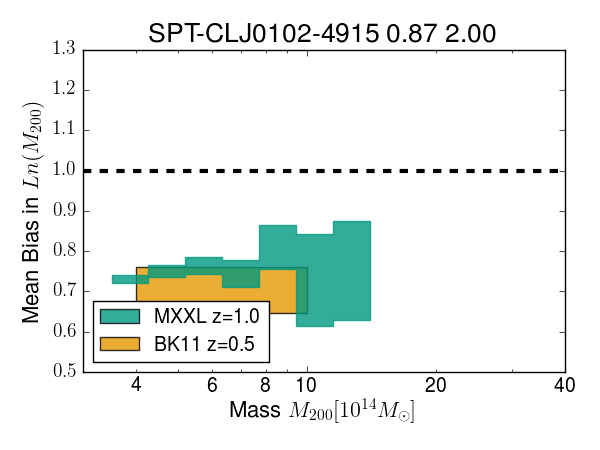 SPT-CLJ0102-4915 0.87 2.00
1.3
1.2
1.1
1.0
0.9
0.8
0.7
0.6
0.5
Mean Bias in Ln(M₂₀₀)
MXXL z=1.0
BK11 z=0.5
4 6 8 10 20 40
Mass M₂₀₀[10¹⁴M☉]